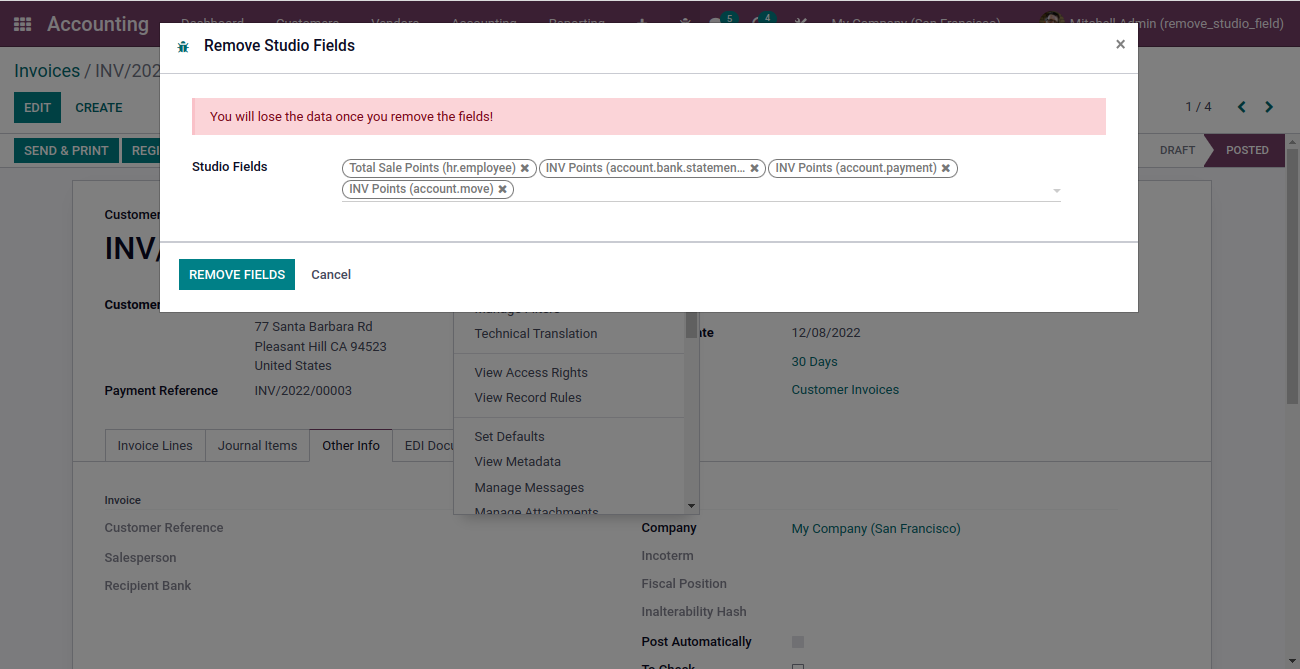 Accounting Dashboard Customers Vendors Accounting Reporting 5 4 My Company (San Francisco) Mitchell Admin (remove_studio_field)
Remove Studio Fields ×
Invoices / INV/202
EDIT CREATE
1 / 4
You will lose the data once you remove the fields!
SEND & PRINT REGI
DRAFT POSTED
Studio Fields
Total Sale Points (hr.employee) ✖ INV Points (account.bank.statemen... ✖ INV Points (account.payment) ✖
INV Points (account.move) ✖
Customer
INV/
REMOVE FIELDS Cancel
Customer
77 Santa Barbara Rd
Pleasant Hill CA 94523
United States
Payment Reference INV/2022/00003
Manage Filters
Technical Translation
View Access Rights
View Record Rules
Set Defaults
View Metadata
Manage Messages
Manage Attachments
ate 12/08/2022
30 Days
Customer Invoices
Invoice Lines Journal Items Other Info EDI Docu
Invoice
Customer Reference
Salesperson
Recipient Bank
Company My Company (San Francisco)
Incoterm
Fiscal Position
Inalterability Hash
Post Automatically
To Check